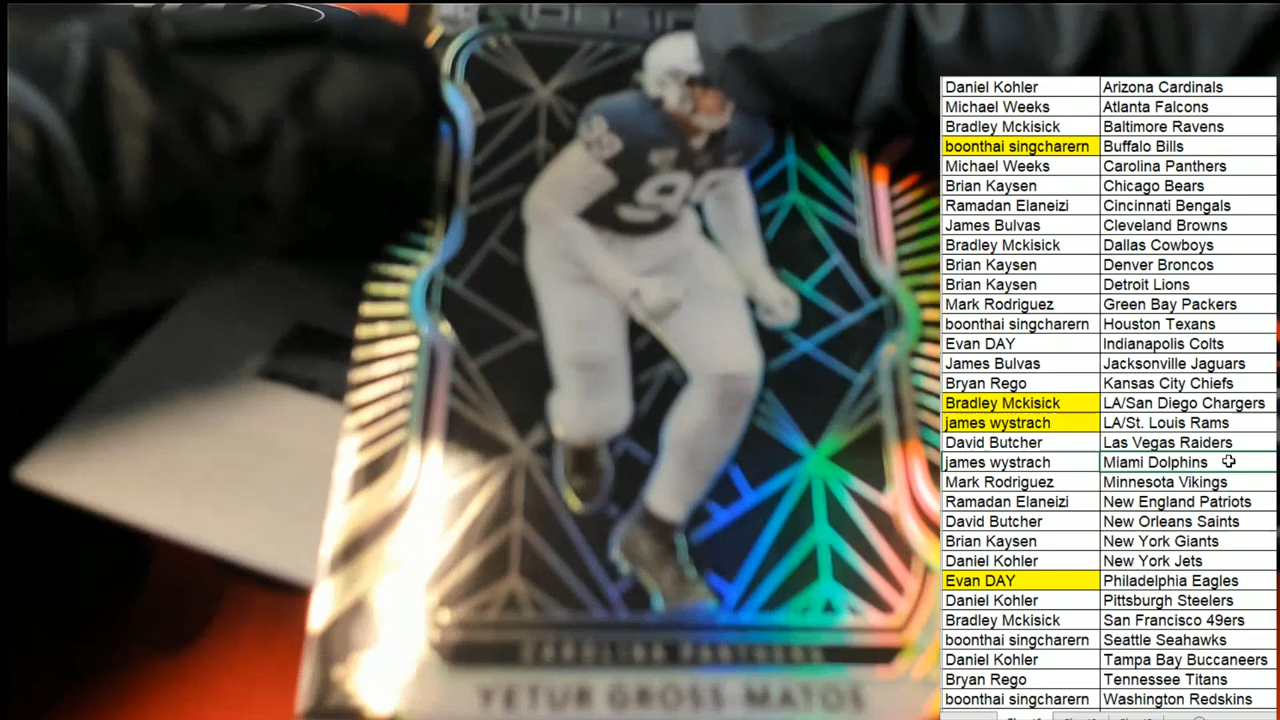 99
CAROLINA PANTHERS
YETUR GROSS-MATOS
Daniel Kohler Arizona Cardinals
Michael Weeks Atlanta Falcons
Bradley Mckisick Baltimore Ravens
boonthai singcharern Buffalo Bills
Michael Weeks Carolina Panthers
Brian Kaysen Chicago Bears
Ramadan Elaneizi Cincinnati Bengals
James Bulvas Cleveland Browns
Bradley Mckisick Dallas Cowboys
Brian Kaysen Denver Broncos
Brian Kaysen Detroit Lions
Mark Rodriguez Green Bay Packers
boonthai singcharern Houston Texans
Evan DAY Indianapolis Colts
James Bulvas Jacksonville Jaguars
Bryan Rego Kansas City Chiefs
Bradley Mckisick LA/San Diego Chargers
james wystrach LA/St. Louis Rams
David Butcher Las Vegas Raiders
james wystrach Miami Dolphins
Mark Rodriguez Minnesota Vikings
Ramadan Elaneizi New England Patriots
David Butcher New Orleans Saints
Brian Kaysen New York Giants
Daniel Kohler New York Jets
Evan DAY Philadelphia Eagles
Daniel Kohler Pittsburgh Steelers
Bradley Mckisick San Francisco 49ers
boonthai singcharern Seattle Seahawks
Daniel Kohler Tampa Bay Buccaneers
Bryan Rego Tennessee Titans
boonthai singcharern Washington Redskins